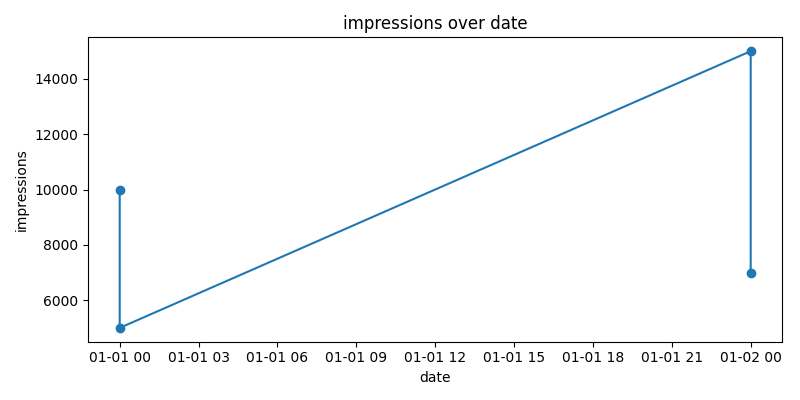 impressions over date
impressions
14000
12000
10000
8000
6000
01-01 00 01-01 03 01-01 06 01-01 09 01-01 12 01-01 15 01-01 18 01-01 21 01-02 00
date